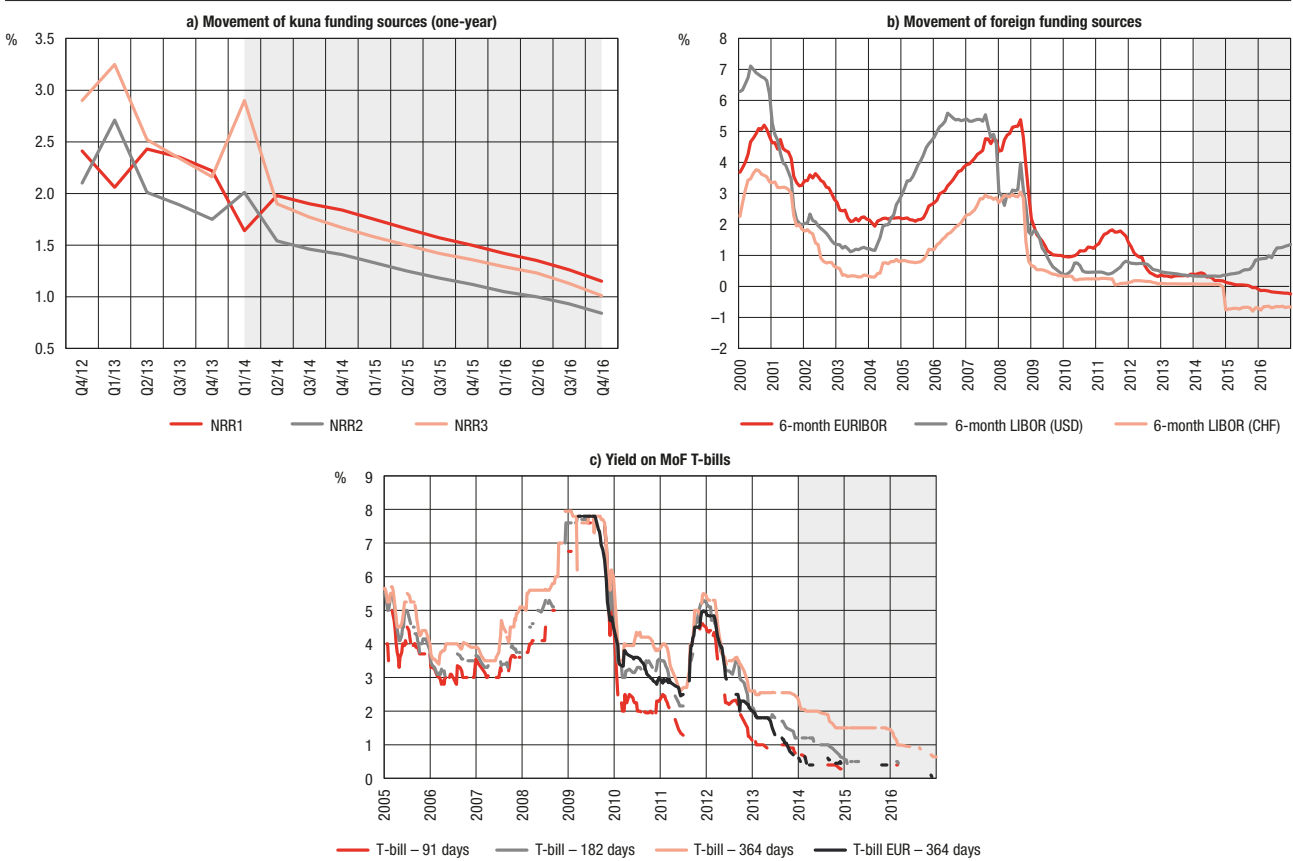 a) Movement of kuna funding sources (one-year)
%
3.5
3.0
2.5
2.0
1.5
1.0
0.5
Q4/12
Q1/13
Q2/13
Q3/13
Q4/13
Q1/14
Q2/14
Q3/14
Q4/14
Q1/15
Q2/15
Q3/15
Q4/15
Q1/16
Q2/16
Q3/16
Q4/16
NRR1 NRR2 NRR3
b) Movement of foreign funding sources
%
8
7
6
5
4
3
2
1
0
−1
−2
2000
2001
2002
2003
2004
2005
2006
2007
2008
2009
2010
2011
2012
2013
2014
2015
2016
6-month EURIBOR 6-month LIBOR (USD) 6-month LIBOR (CHF)
c) Yield on MoF T-bills
%
9
8
7
6
5
4
3
2
1
0
2005
2006
2007
2008
2009
2010
2011
2012
2013
2014
2015
2016
T-bill – 91 days T-bill – 182 days T-bill – 364 days T-bill EUR – 364 days